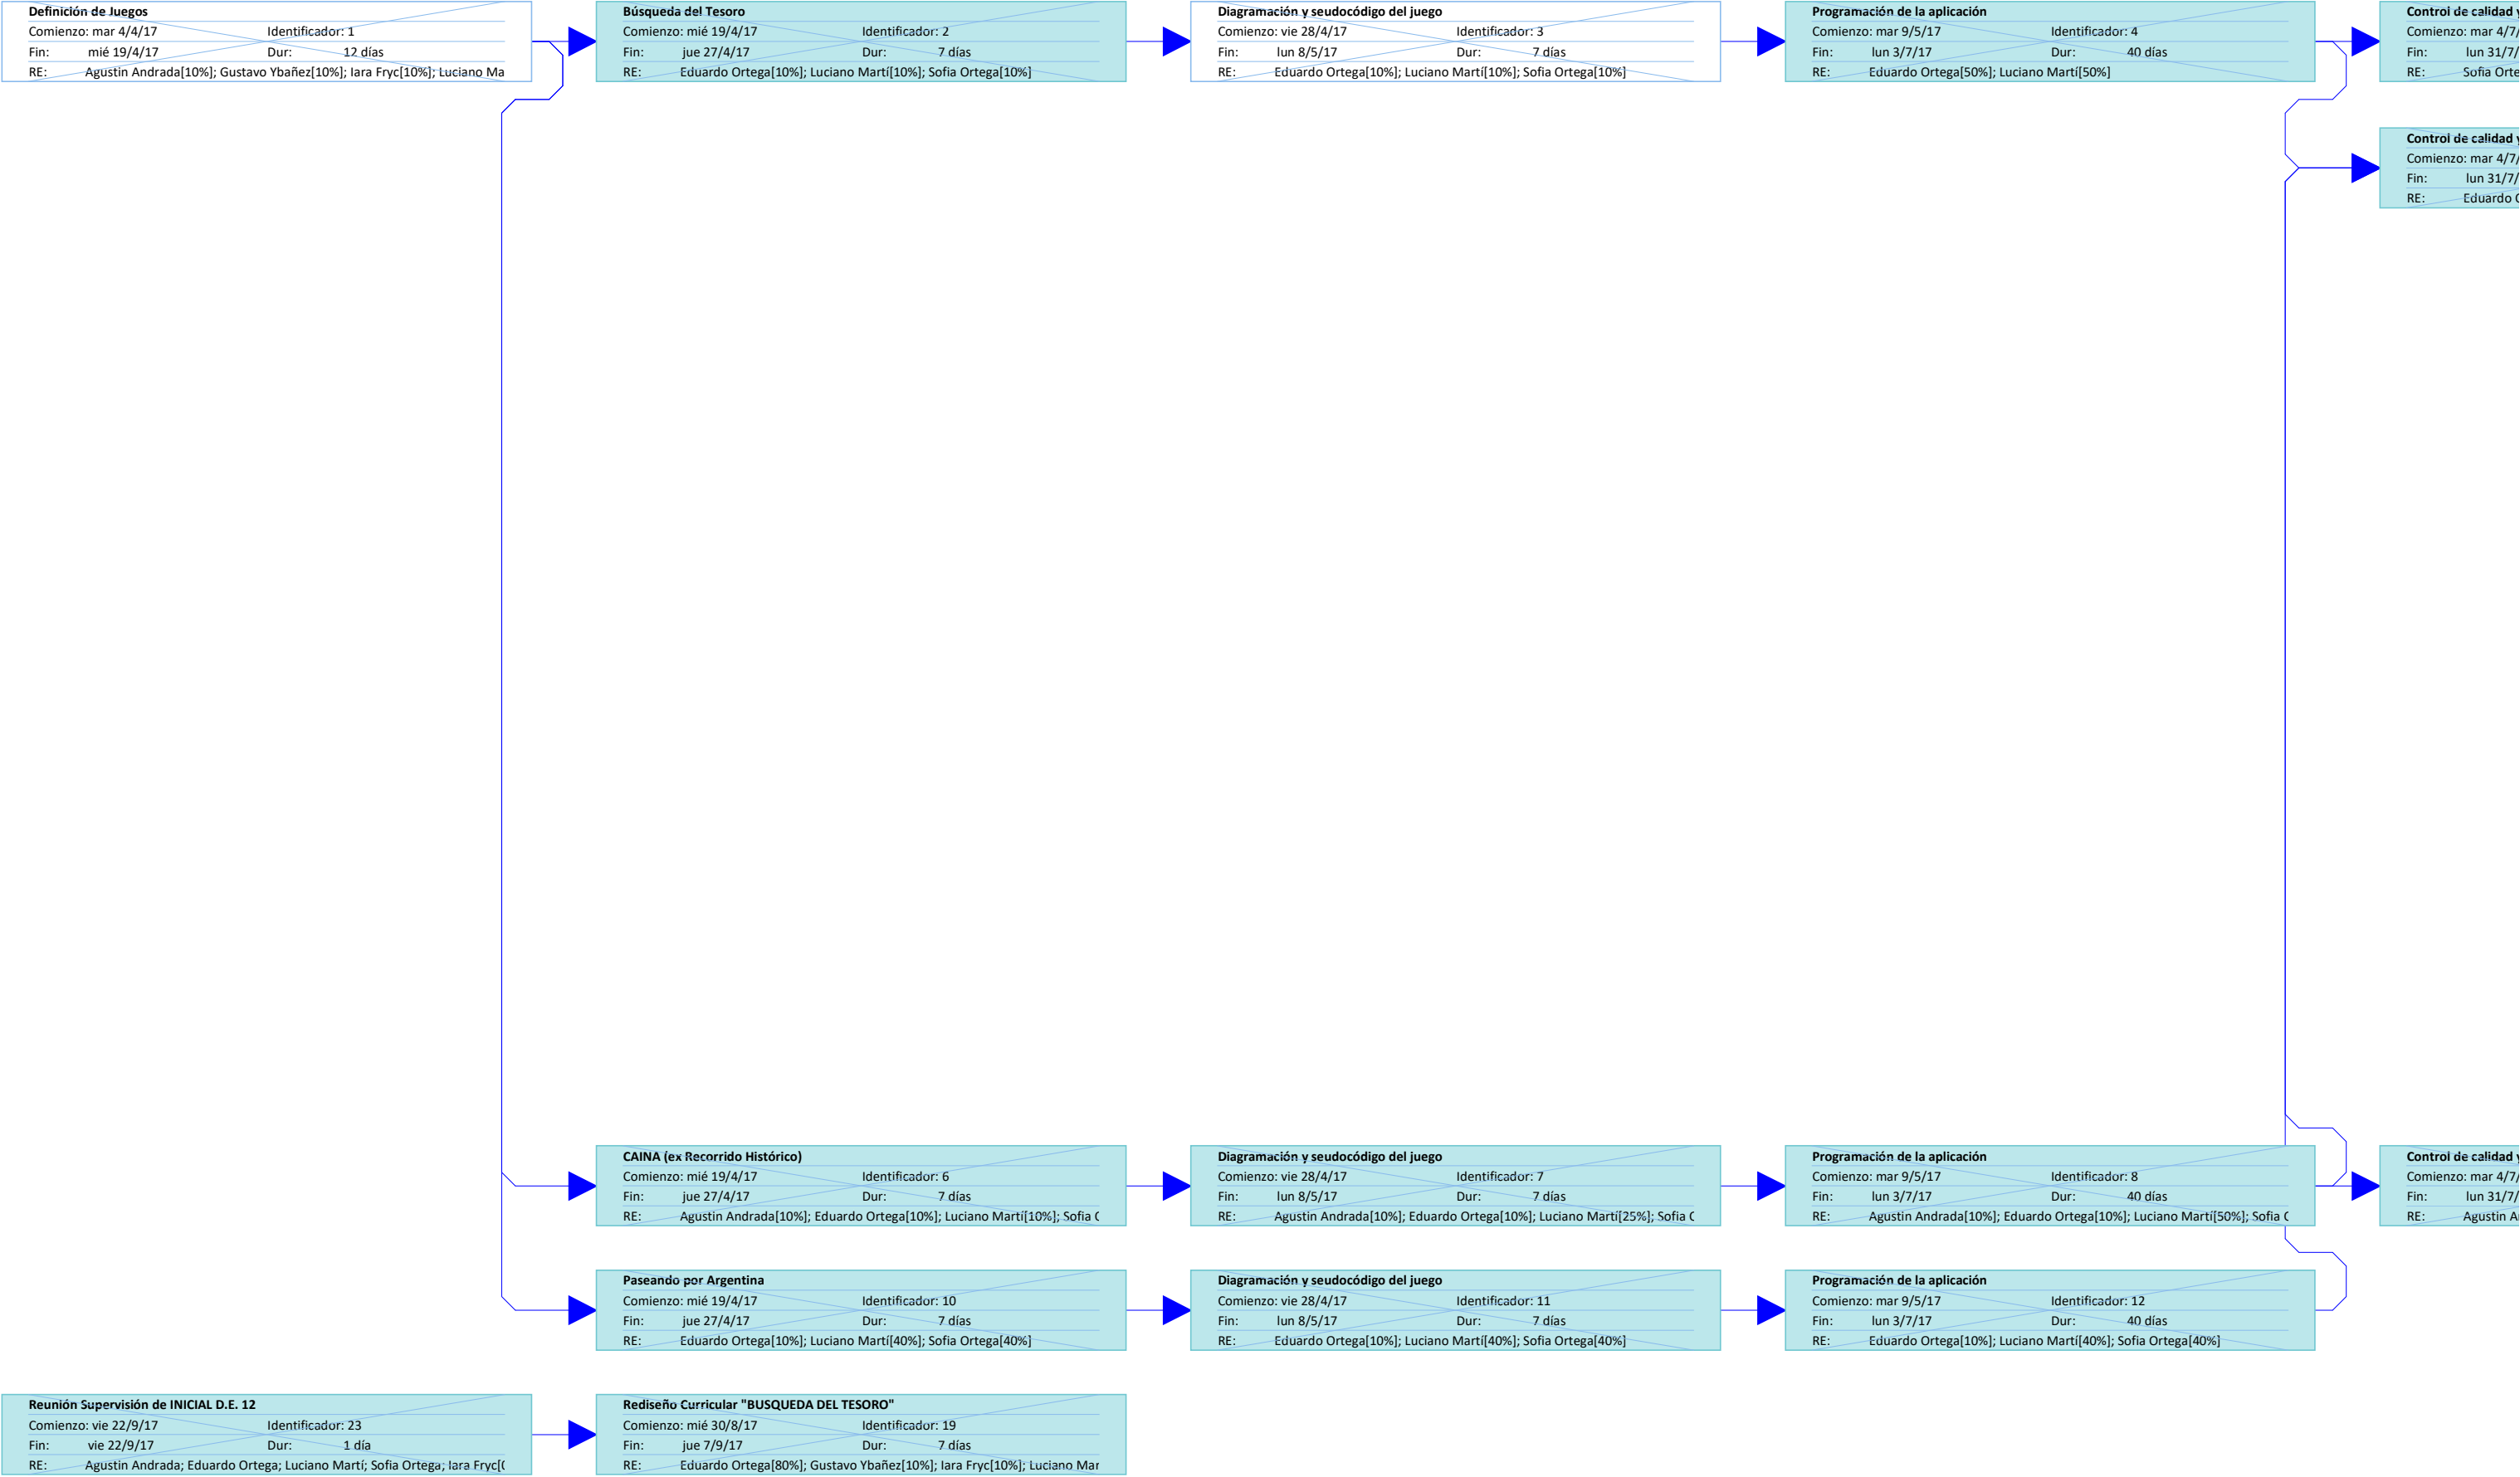 Definición de Juegos
Comienzo: mar 4/4/17 Identificador: 1
Fin: mié 19/4/17 Dur: 12 días
RE: Agustin Andrada[10%]; Gustavo Ybañez[10%]; Iara Fryc[10%]; Luciano Ma
Búsqueda del Tesoro
Comienzo: mié 19/4/17 Identificador: 2
Fin: jue 27/4/17 Dur: 7 días
RE: Eduardo Ortega[10%]; Luciano Martí[10%]; Sofia Ortega[10%]
Diagramación y seudocódigo del juego
Comienzo: vie 28/4/17 Identificador: 3
Fin: lun 8/5/17 Dur: 7 días
RE: Eduardo Ortega[10%]; Luciano Martí[10%]; Sofia Ortega[10%]
Programación de la aplicación
Comienzo: mar 9/5/17 Identificador: 4
Fin: lun 3/7/17 Dur: 40 días
RE: Eduardo Ortega[50%]; Luciano Martí[50%]
Control de calidad y
Comienzo: mar 4/7/
Fin: lun 31/7/
RE: Sofia Orte
Control de calidad y
Comienzo: mar 4/7/
Fin: lun 31/7/
RE: Eduardo
CAINA (ex Recorrido Histórico)
Comienzo: mié 19/4/17 Identificador: 6
Fin: jue 27/4/17 Dur: 7 días
RE: Agustin Andrada[10%]; Eduardo Ortega[10%]; Luciano Martí[10%]; Sofia
Diagramación y seudocódigo del juego
Comienzo: vie 28/4/17 Identificador: 7
Fin: lun 8/5/17 Dur: 7 días
RE: Agustin Andrada[10%]; Eduardo Ortega[10%]; Luciano Martí[25%]; Sofia
Programación de la aplicación
Comienzo: mar 9/5/17 Identificador: 8
Fin: lun 3/7/17 Dur: 40 días
RE: Agustin Andrada[10%]; Eduardo Ortega[10%]; Luciano Martí[50%]; Sofia
Control de calidad y
Comienzo: mar 4/7/
Fin: lun 31/7/
RE: Agustin A
Paseando por Argentina
Comienzo: mié 19/4/17 Identificador: 10
Fin: jue 27/4/17 Dur: 7 días
RE: Eduardo Ortega[10%]; Luciano Martí[40%]; Sofia Ortega[40%]
Diagramación y seudocódigo del juego
Comienzo: vie 28/4/17 Identificador: 11
Fin: lun 8/5/17 Dur: 7 días
RE: Eduardo Ortega[10%]; Luciano Martí[40%]; Sofia Ortega[40%]
Programación de la aplicación
Comienzo: mar 9/5/17 Identificador: 12
Fin: lun 3/7/17 Dur: 40 días
RE: Eduardo Ortega[10%]; Luciano Martí[40%]; Sofia Ortega[40%]
Reunión Supervisión de INICIAL D.E. 12
Comienzo: vie 22/9/17 Identificador: 23
Fin: vie 22/9/17 Dur: 1 día
RE: Agustin Andrada; Eduardo Ortega; Luciano Martí; Sofia Ortega; Iara Fryc[
Rediseño Curricular "BUSQUEDA DEL TESORO"
Comienzo: mié 30/8/17 Identificador: 19
Fin: jue 7/9/17 Dur: 7 días
RE: Eduardo Ortega[80%]; Gustavo Ybañez[10%]; Iara Fryc[10%]; Luciano Mar